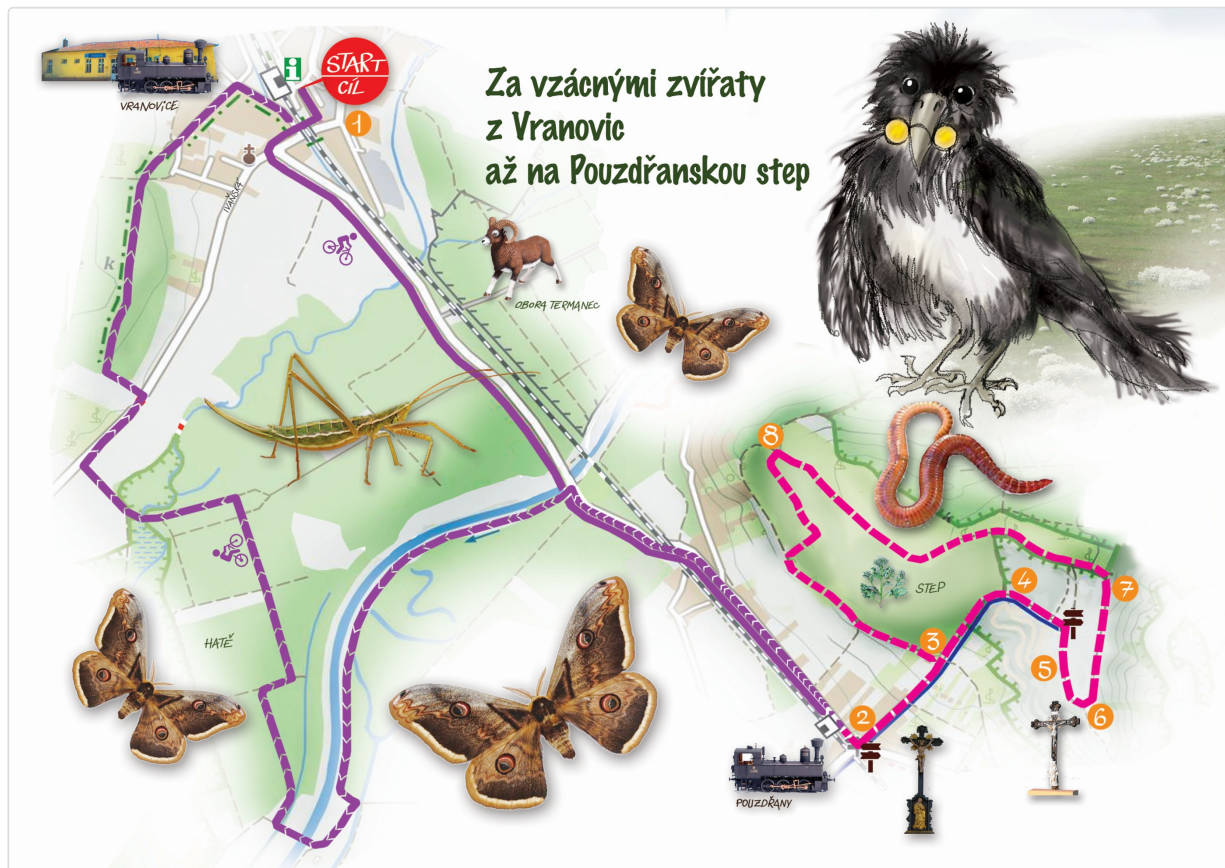 START
CÍL
i
VRANOVICE
1
Za vzácnými zvířaty
z Vranovic
až na Pouzdřanskou step
IVAŇSKÁ
k
OBORA TERMANEC
8
STEP
4
7
HATĚ
3
5
6
2
POUZDŘANY